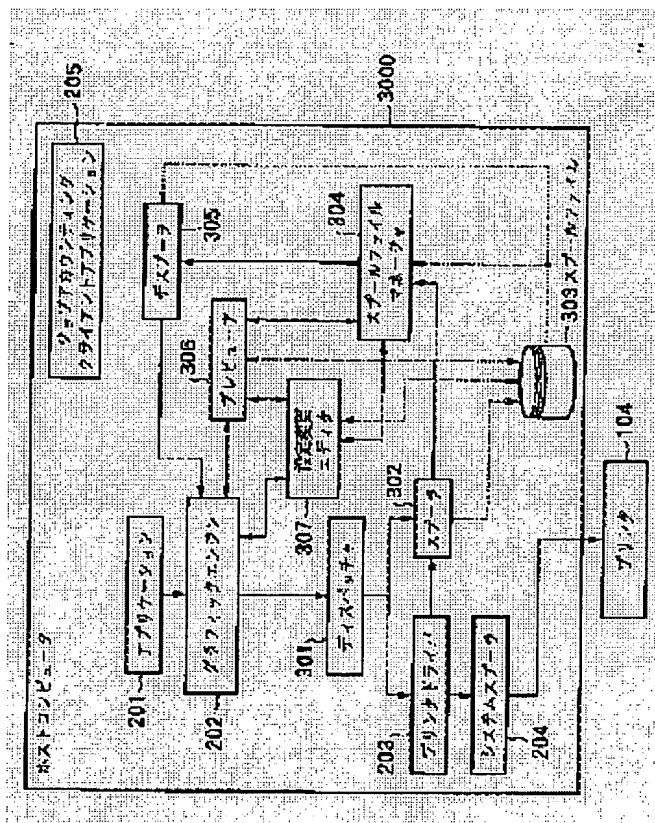 ホストコンピュータ
3000
アプリケーション
201
ジョブアカウンティング
クライアントアプリケーション
205
グラフィックエンジン
202
プレビューア
306
デスプーラ
305
設定変更
エディタ
307
スプールファイル
マネージャ
304
ディスパッチャ
301
スプーラ
302
プリンタドライバ
203
システムスプーラ
204
303 スプールファイル
プリンタ
104